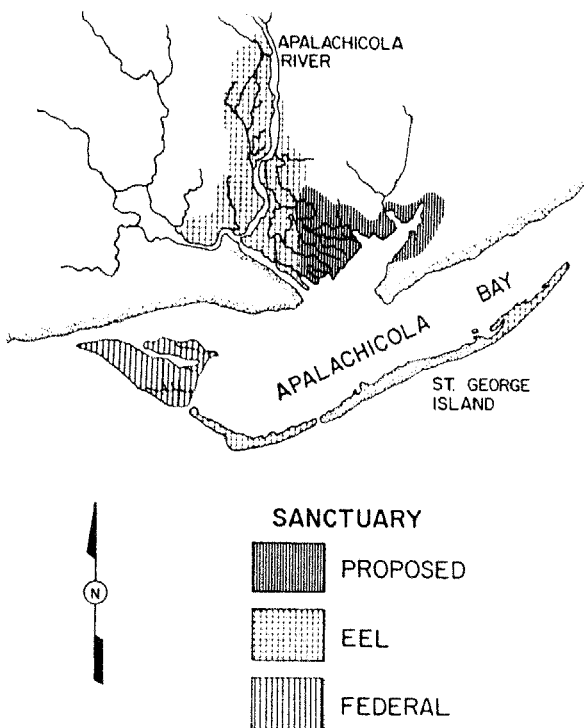 APALACHICOLA
RIVER
APALACHICOLA BAY
ST. GEORGE
ISLAND
N
SANCTUARY
PROPOSED
EEL
FEDERAL